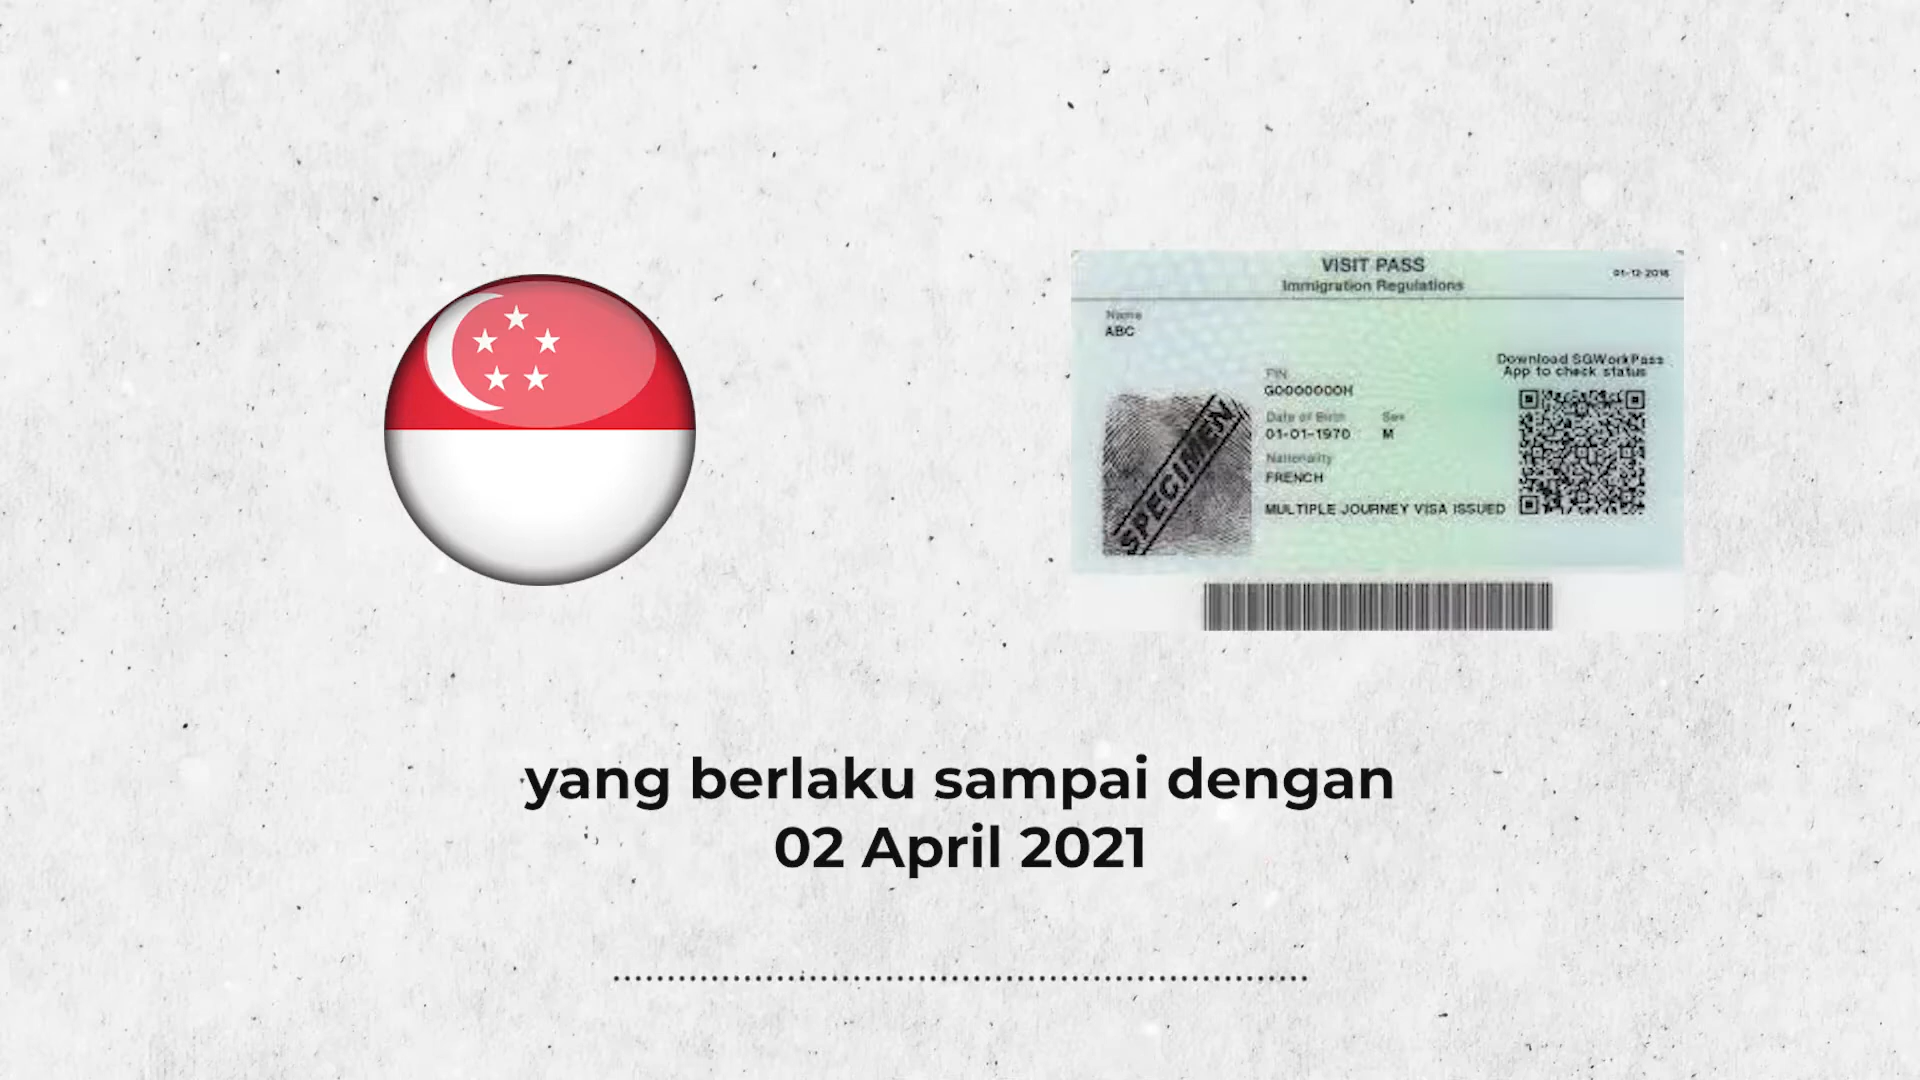 VISIT PASS
Immigration Regulations
01-12-2016
Name
ABC
Download SGWorkPass
App to check status
FIN
G0000000H
Date of Birth Sex
01-01-1970 M
Nationality
FRENCH
MULTIPLE JOURNEY VISA ISSUED
SPECIMEN
yang berlaku sampai dengan
02 April 2021